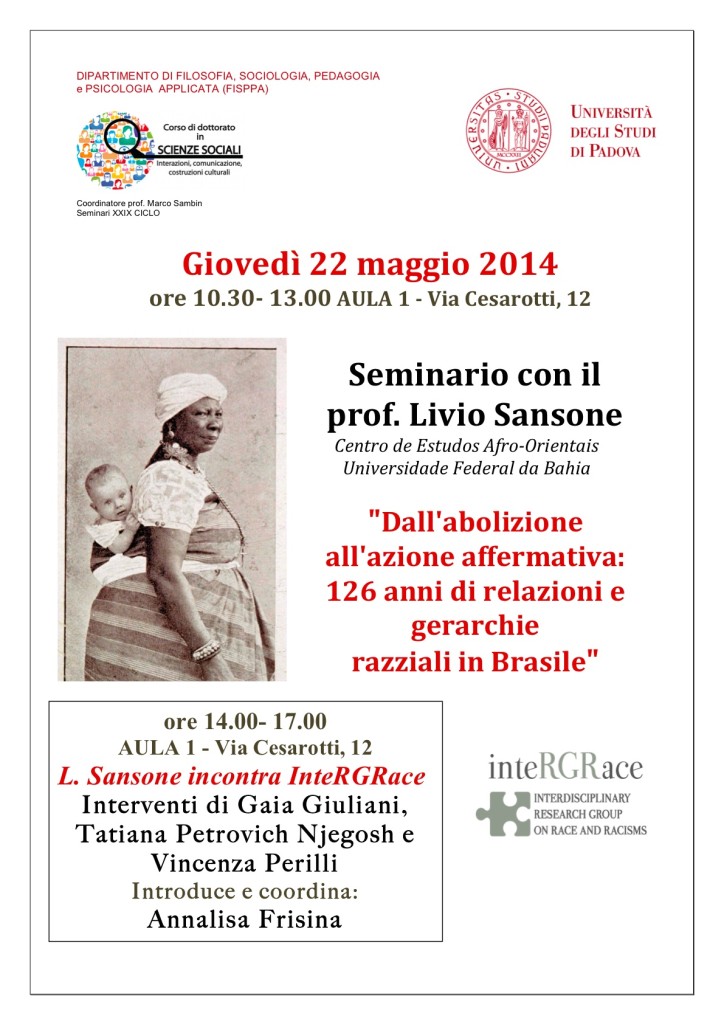 DIPARTIMENTO DI FILOSOFIA, SOCIOLOGIA, PEDAGOGIA
e PSICOLOGIA APPLICATA (FISPPA)
Corso di dottorato
in
SCIENZE SOCIALI
Interazioni, comunicazione,
costruzioni culturali
Coordinatore prof. Marco Sambin
Seminari XXIX CICLO
UNIVERSITÀ
DEGLI STUDI
DI PADOVA
Giovedì 22 maggio 2014
ore 10.30- 13.00 AULA 1 - Via Cesarotti, 12
Seminario con il
prof. Livio Sansone
Centro de Estudos Afro-Orientais
Universidade Federal da Bahia
"Dall'abolizione
all'azione affermativa:
126 anni di relazioni e
gerarchie
razziali in Brasile"
ore 14.00- 17.00
AULA 1 - Via Cesarotti, 12
L. Sansone incontra InteRGRace
Interventi di Gaia Giuliani,
Tatiana Petrovich Njegosh e
Vincenza Perilli
Introduce e coordina:
Annalisa Frisina
inteRGRace
INTERDISCIPLINARY
RESEARCH GROUP
ON RACE AND RACISMS